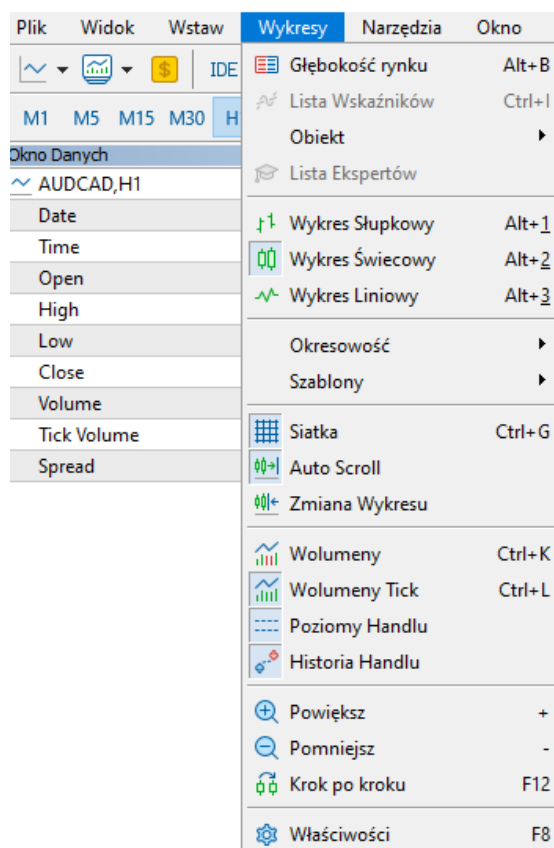 Plik Widok Wstaw Wykresy Narzędzia Okno
$ IDE
M1 M5 M15 M30 H
Okno Danych
AUDCAD,H1
Date
Time
Open
High
Low
Close
Volume
Tick Volume
Spread
Głębokość rynku Alt+B
Lista Wskaźników Ctrl+I
Obiekt
Lista Ekspertów
Wykres Słupkowy Alt+1
Wykres Świecowy Alt+2
Wykres Liniowy Alt+3
Okresowość
Szablony
Siatka Ctrl+G
Auto Scroll
Zmiana Wykresu
Wolumeny Ctrl+K
Wolumeny Tick Ctrl+L
Poziomy Handlu
Historia Handlu
Powiększ +
Pomniejsz -
Krok po kroku F12
Właściwości F8